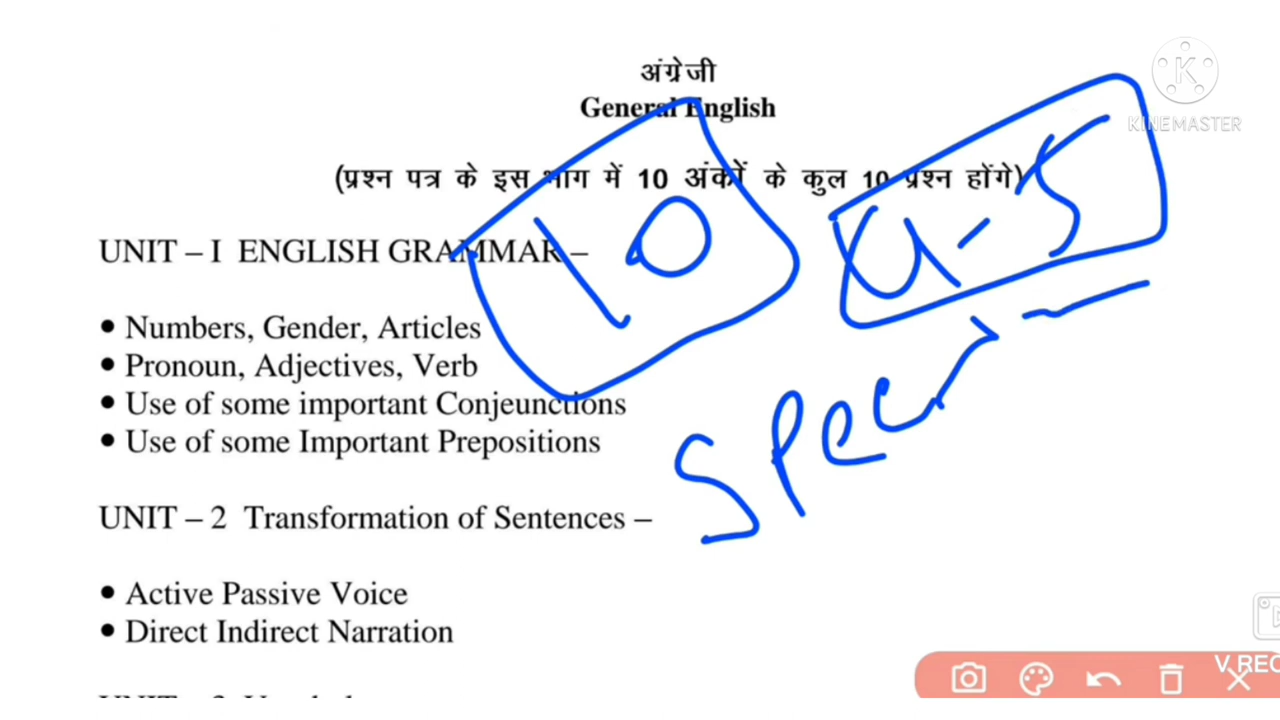 अंग्रेजी
General English
KINEMASTER
(प्रश्न पत्र के इस भाग में 10 अंकों के कुल 10 प्रश्न होंगे)
10
U-5
UNIT – I ENGLISH GRAMMAR –
• Numbers, Gender, Articles
• Pronoun, Adjectives, Verb
• Use of some important Conjeunctions
• Use of some Important Prepositions
UNIT – 2 Transformation of Sentences –
• Active Passive Voice
• Direct Indirect Narration
V.REC